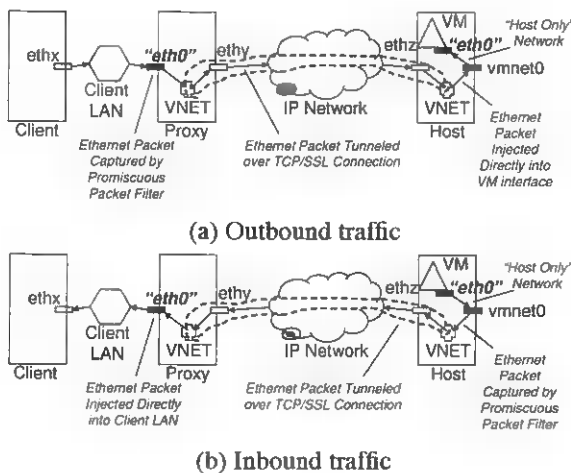 ethx
Client
LAN
"eth0"
ethy
ethz
VM
"eth0"
"Host Only"
Network
vmnet0
VNET
IP Network
VNET
Client
Proxy
Host
Ethernet Packet
Captured by
Promiscuous
Packet Filter
Ethernet Packet Tunneled
over TCP/SSL Connection
Ethernet
Packet
Injected
Directly into
VM interface
(a) Outbound traffic
ethx
Client
LAN
"eth0"
ethy
ethz
VM
"eth0"
"Host Only"
Network
vmnet0
VNET
IP Network
VNET
Client
Proxy
Host
Ethernet Packet
Injected Directly
into Client LAN
Ethernet Packet Tunneled
over TCP/SSL Connection
Ethernet
Packet
Captured by
Promiscuous
Packet Filter
(b) Inbound traffic